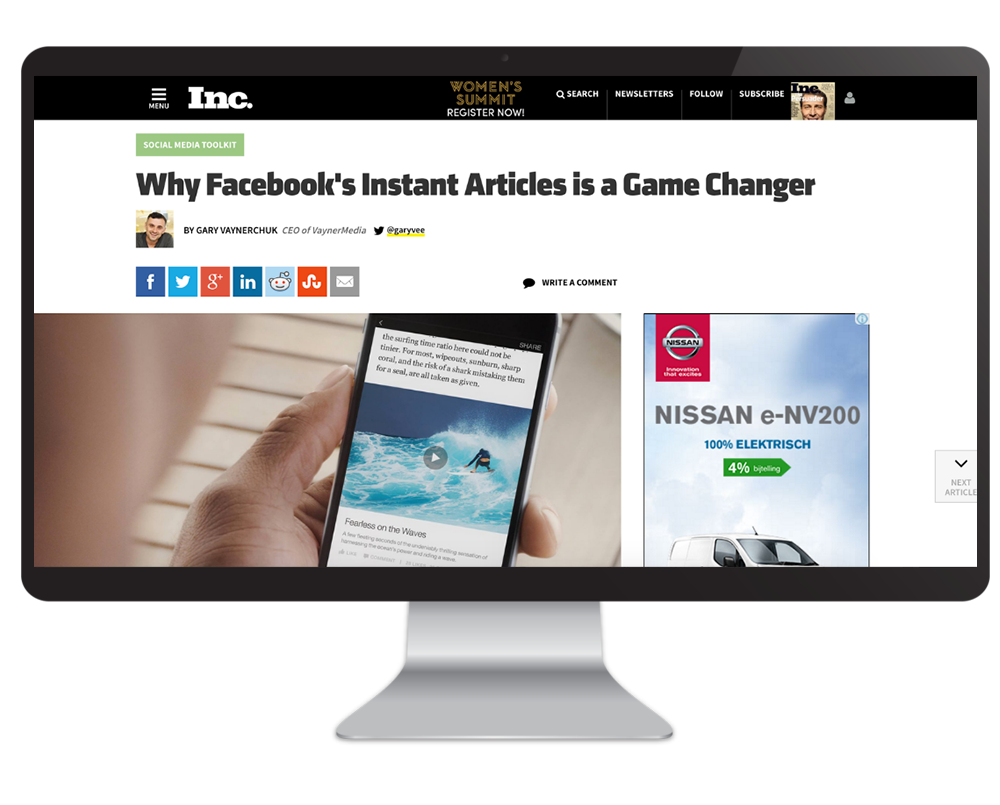 MENU
Inc.
WOMEN'S
SUMMIT
REGISTER NOW!
SEARCH
NEWSLETTERS
FOLLOW
SUBSCRIBE
SOCIAL MEDIA TOOLKIT
Why Facebook's Instant Articles is a Game Changer
BY GARY VAYNERCHUK CEO of VaynerMedia @garyvee
f
g+
in
WRITE A COMMENT
SHARE
the surfing time ratio here could not be
tinier. For most, wipeouts, sunburn, sharp
coral, and the risk of a shark mistaking them
for a seal, are all taken as given.
Fearless on the Waves
A few fleeting seconds of the undeniably thrilling sensation of
harnessing the ocean's power and riding a wave.
NISSAN
Innovation
that excites
NISSAN e-NV200
100% ELEKTRISCH
4% bijtelling
NEXT
ARTICLE